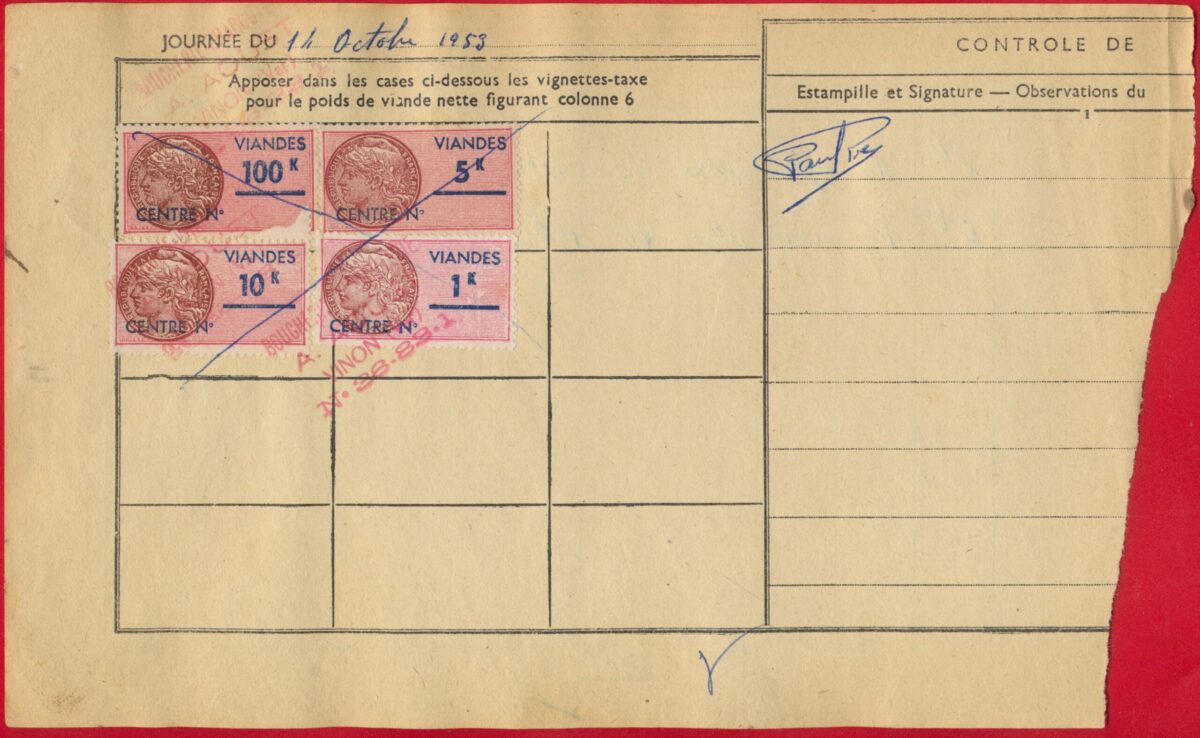 JOURNÉE DU 14 Octobre 1953
CONTROLE DE
Apposer dans les cases ci-dessous les vignettes-taxe
pour le poids de viande nette figurant colonne 6
Estampille et Signature — Observations du
VIANDES
100 K
CENTRE N°
VIANDES
5 K
CENTRE N°
VIANDES
10 K
CENTRE N°
VIANDES
1 K
CENTRE N°
A.
VINON
N° 36.83.1